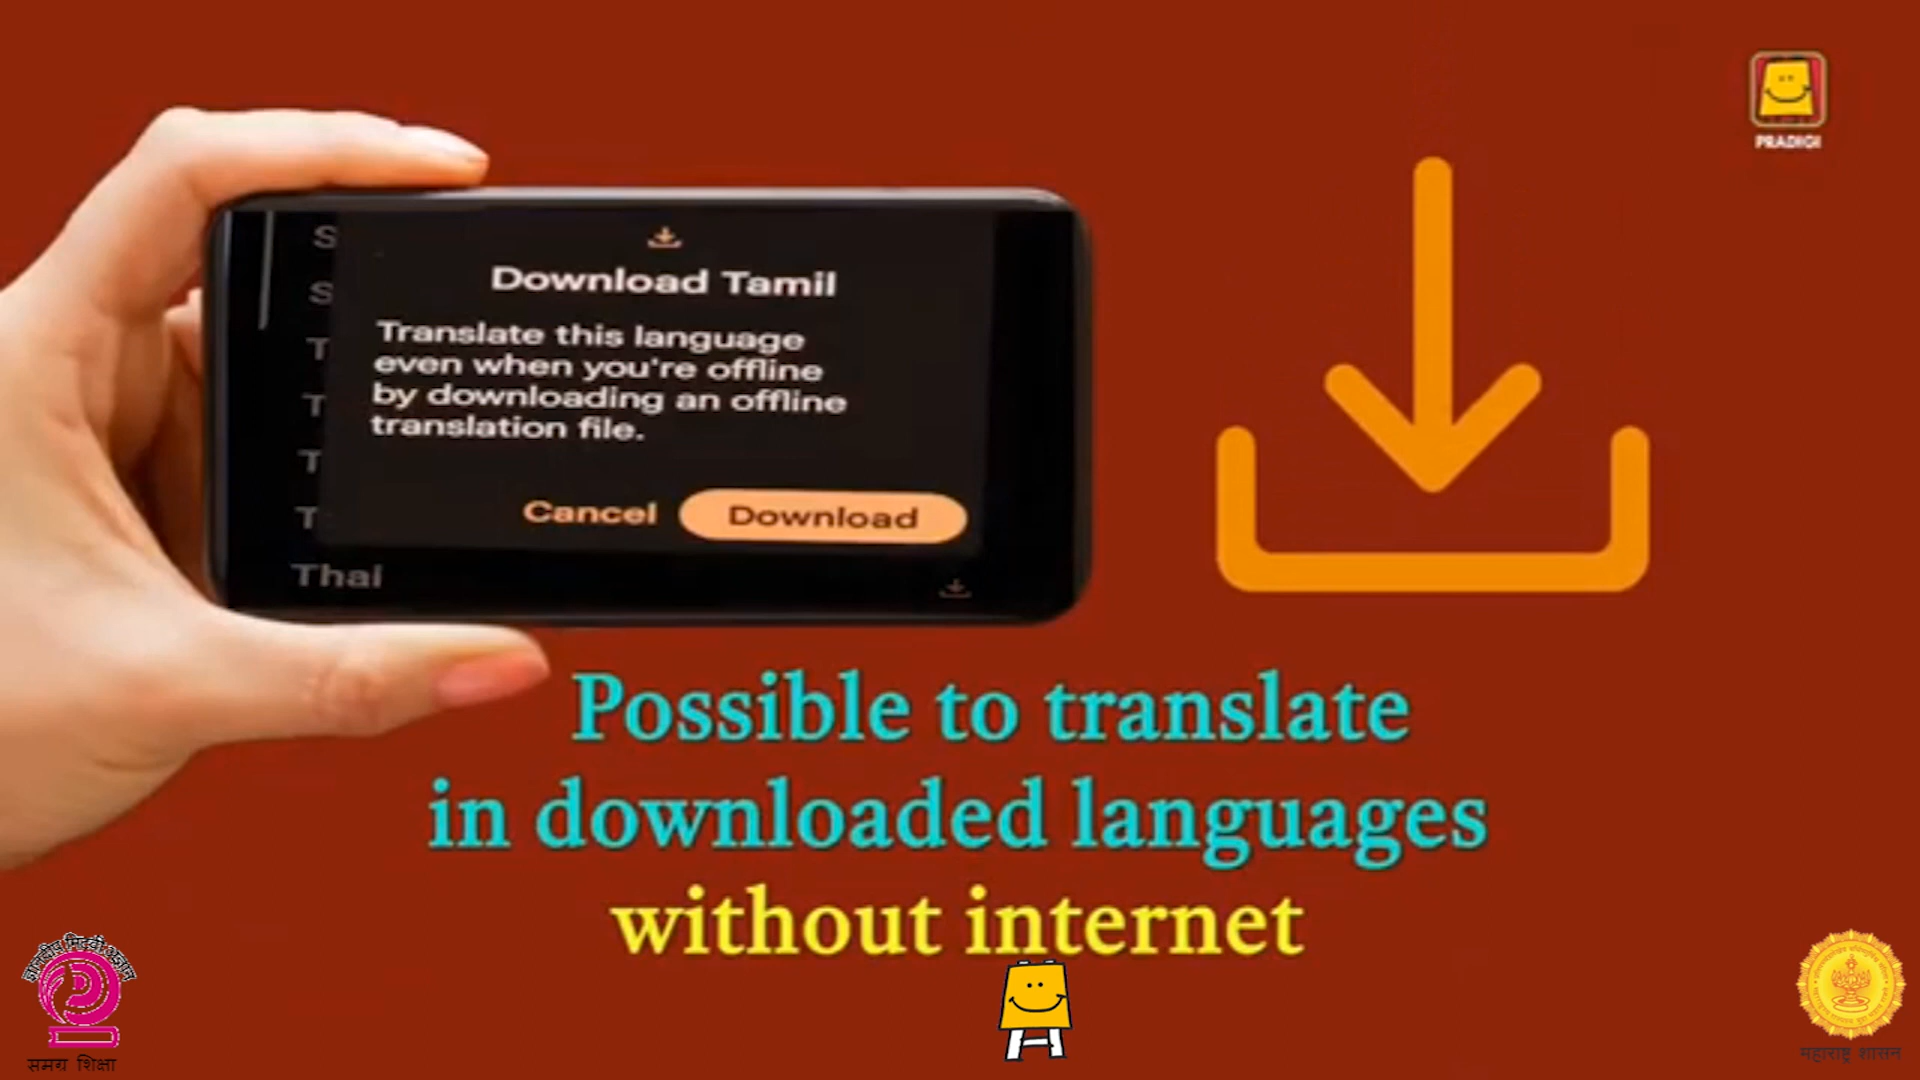 PRADIGI
S
Download Tamil
S
Translate this language
T
even when you're offline
by downloading an offline
T
translation file.
T
Cancel
Download
T
Thai
Possible to translate
in downloaded languages
without internet
समग्र शिक्षा
महाराष्ट्र शासन